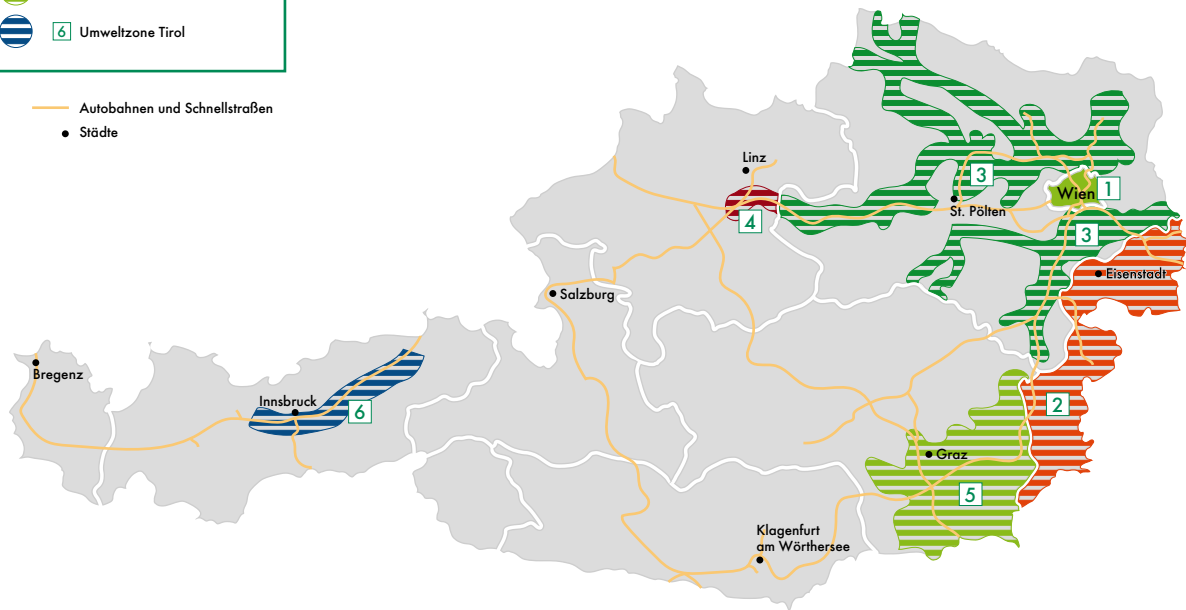 6 Umweltzone Tirol
Autobahnen und Schnellstraßen
Städte
Linz
3
Wien 1
4
St. Pölten
3
Eisenstadt
Salzburg
Bregenz
Innsbruck
6
2
Graz
5
Klagenfurt
am Wörthersee